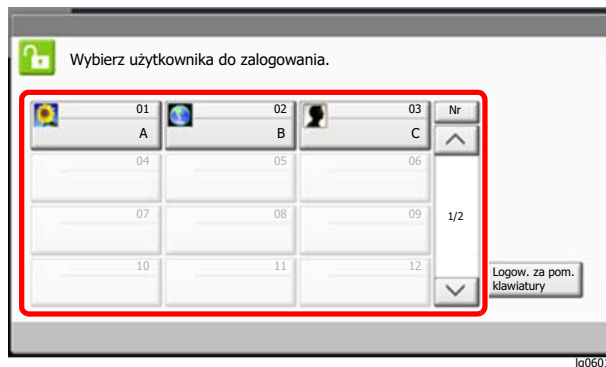 Wybierz użytkownika do zalogowania.
01 02 03 Nr
A B C
04 05 06
07 08 09 1/2
10 11 12
Logow. za pom.
klawiatury
lg0601